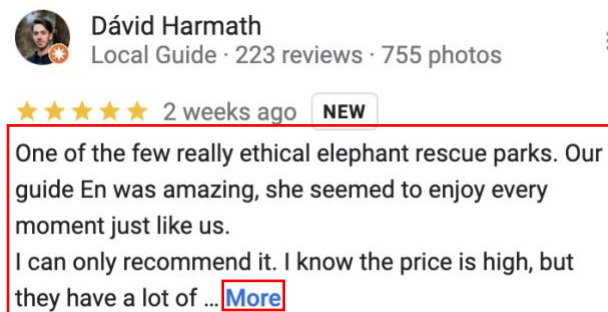 Dávid Harmath
Local Guide · 223 reviews · 755 photos
2 weeks ago NEW
One of the few really ethical elephant rescue parks. Our
guide En was amazing, she seemed to enjoy every
moment just like us.
I can only recommend it. I know the price is high, but
they have a lot of ... More